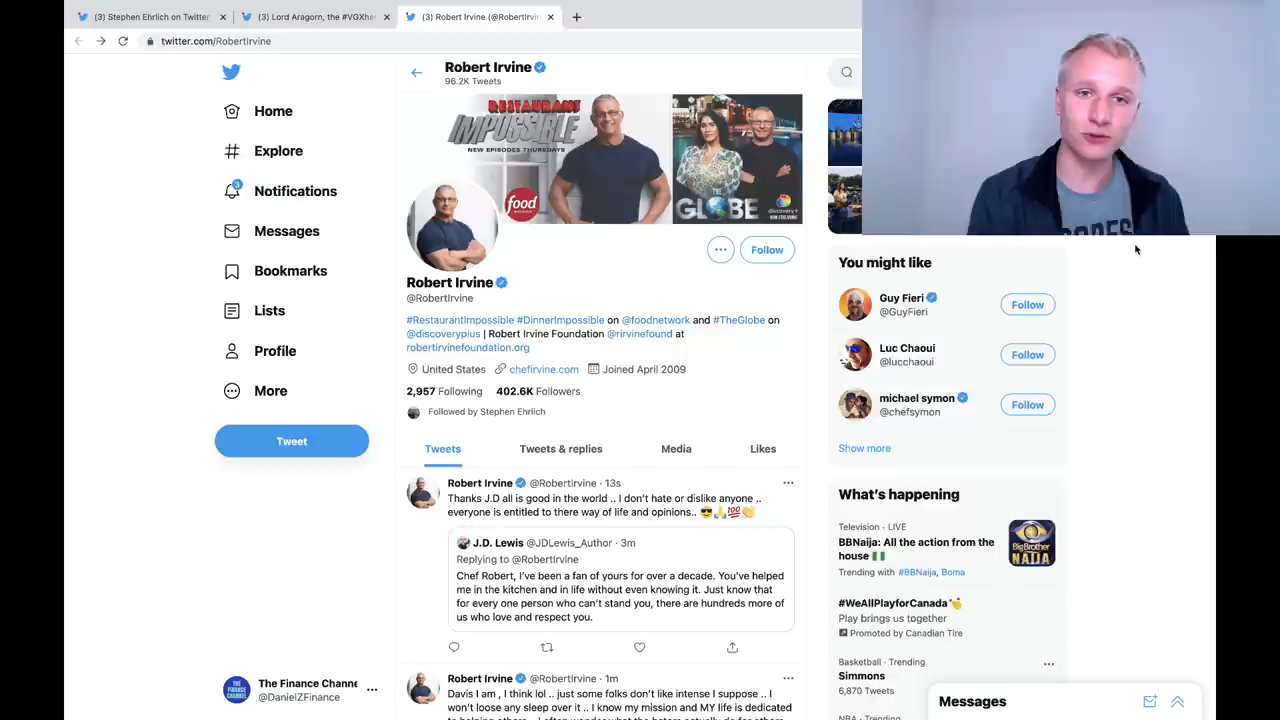 (3) Stephen Ehrlich on Twitter
(3) Lord Aragorn, the #VGXhe
(3) Robert Irvine (@RobertIrvin
twitter.com/RobertIrvine
Robert Irvine
96.2K Tweets
Home
Explore
3
Notifications
Messages
Bookmarks
Lists
Profile
More
Tweet
The Finance Channe
@DanielZFinance
RESTAURANT
IMPOSSIBLE
NEW EPISODES THURSDAYS
food
NETWORK
THE
GLOBE
discovery+
NOW STREAMING
Follow
Robert Irvine
@RobertIrvine
#RestaurantImpossible #DinnerImpossible on @foodnetwork and #TheGlobe on
@discoveryplus | Robert Irvine Foundation @rirvinefound at
robertirvinefoundation.org
United States chefirvine.com Joined April 2009
2,957 Following 402.6K Followers
Followed by Stephen Ehrlich
Tweets
Tweets & replies
Media
Likes
Robert Irvine @RobertIrvine · 13s
Thanks J.D all is good in the world .. I don't hate or dislike anyone ..
everyone is entitled to there way of life and opinions.. 😎🙏💯👏
J.D. Lewis @JDLewis_Author · 3m
Replying to @RobertIrvine
Chef Robert, I've been a fan of yours for over a decade. You've helped
me in the kitchen and in life without even knowing it. Just know that
for every one person who can't stand you, there are hundreds more of
us who love and respect you.
Robert Irvine @RobertIrvine · 1m
Davis I am , I think lol .. just some folks don't like intense I suppose .. I
won't loose any sleep over it .. I know my mission and MY life is dedicated
You might like
Guy Fieri
@GuyFieri
Follow
Luc Chaoui
@lucchaoui
Follow
michael symon
@chefsymon
Follow
Show more
What's happening
Television · LIVE
BBNaija: All the action from the
house 🇳🇬
Trending with #BBNaija, Boma
BigBrother
NAIJA
#WeAllPlayforCanada
Play brings us together
Promoted by Canadian Tire
Basketball · Trending
Simmons
6,870 Tweets
Messages